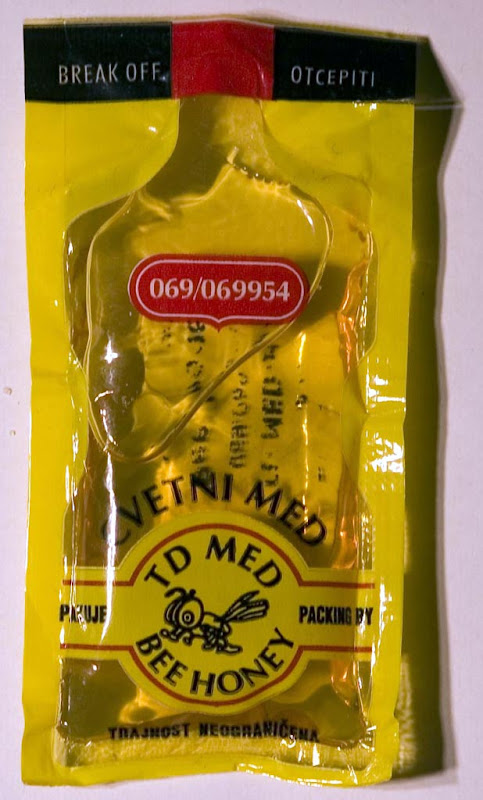 BREAK OFF OTCEPITI
069/069954
CVETNI MED
TD MED
PAKUJE PACKING BY
BEE HONEY
TRAJNOST NEOGRANIČENA